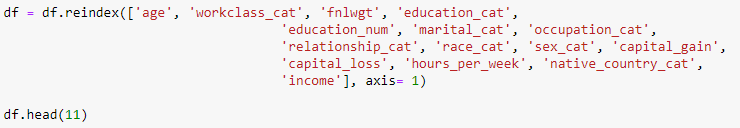 df = df.reindex(['age', 'workclass_cat', 'fnlwgt', 'education_cat',
'education_num', 'marital_cat', 'occupation_cat',
'relationship_cat', 'race_cat', 'sex_cat', 'capital_gain',
'capital_loss', 'hours_per_week', 'native_country_cat',
'income'], axis= 1)
df.head(11)